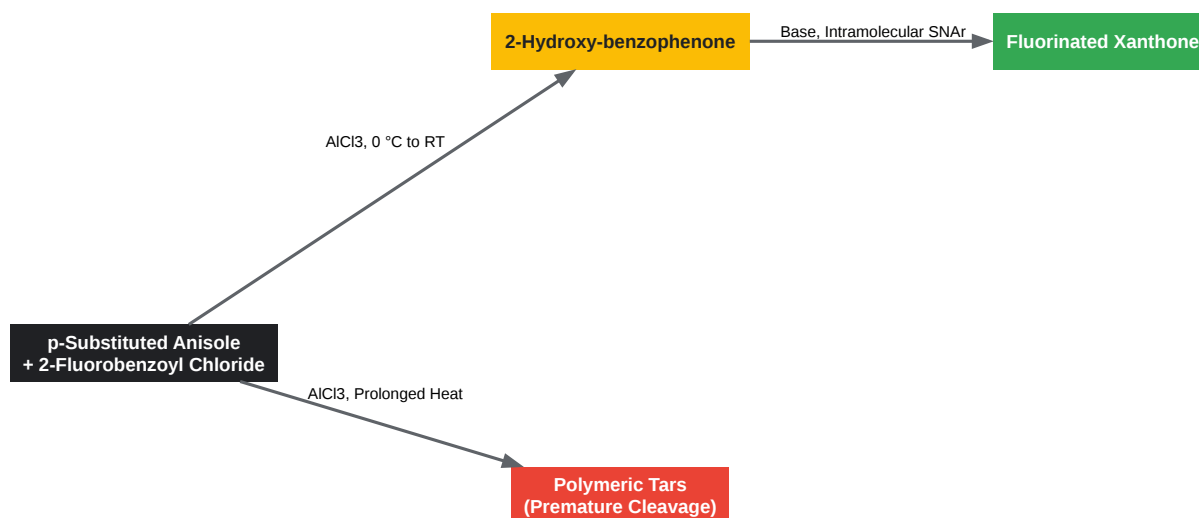 2-Hydroxy-benzophenone
Base, Intramolecular SNAr
Fluorinated Xanthone
AlCl3, 0 °C to RT
p-Substituted Anisole
+ 2-Fluorobenzoyl Chloride
AlCl3, Prolonged Heat
Polymeric Tars
(Premature Cleavage)